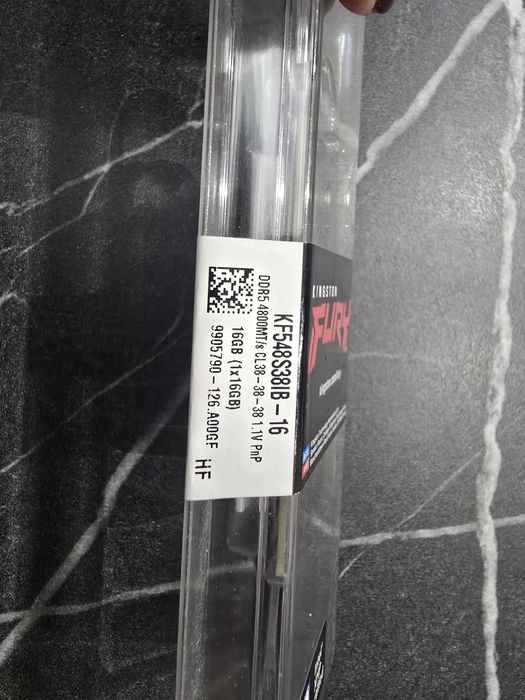 KF548S38IB-16
DDR5 4800MT/s CL38-38-38 1.1V PnP
16GB (1x16GB)
9905790-126.A00GF
HF
KINGSTON
FURY